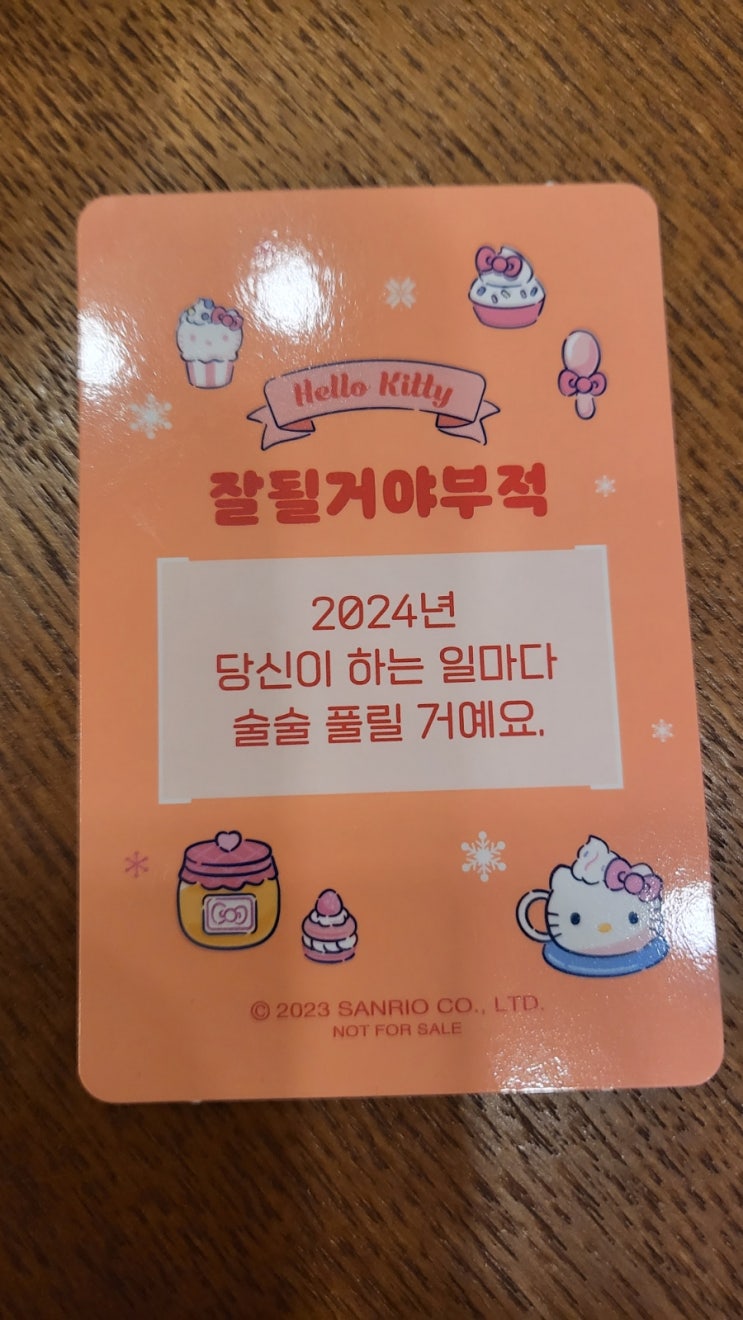 Hello Kitty
잘될거야부적
2024년
당신이 하는 일마다
술술 풀릴 거예요.
© 2023 SANRIO CO., LTD.
NOT FOR SALE